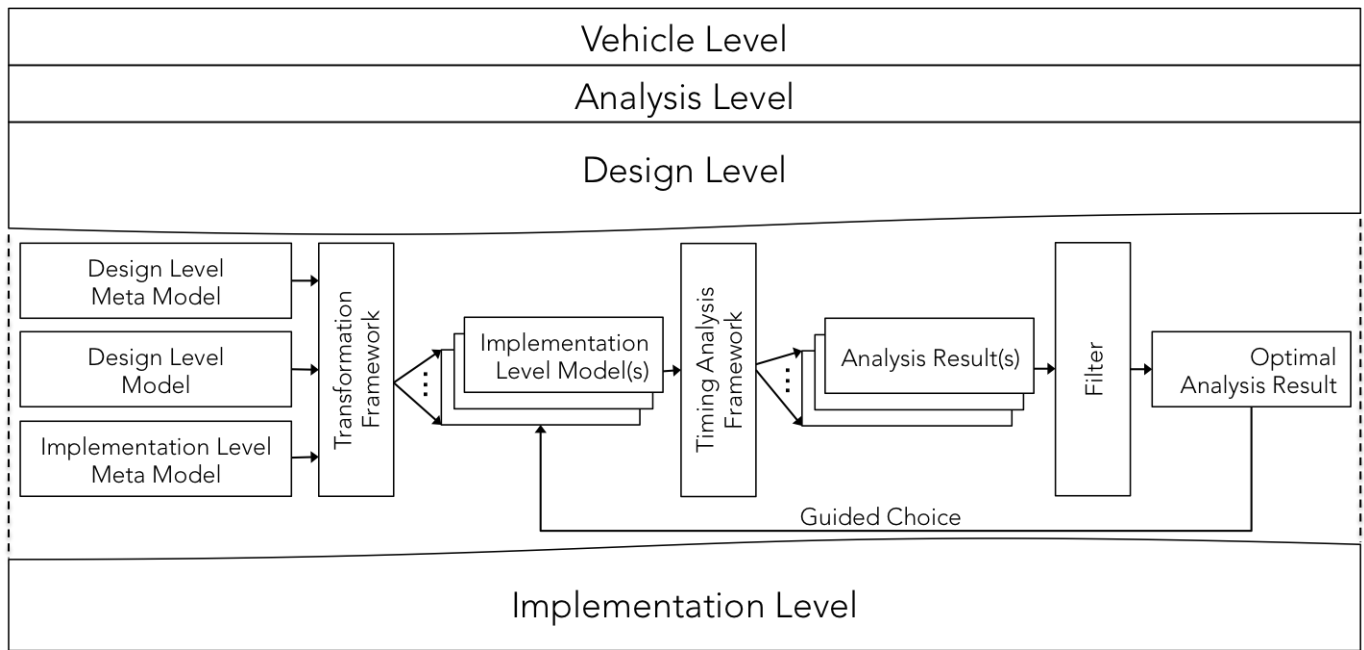 Vehicle Level
Analysis Level
Design Level
Design Level
Meta Model
Design Level
Model
Implementation Level
Meta Model
Transformation
Framework
Implementation
Level Model(s)
Timing Analysis
Framework
Analysis Result(s)
Filter
Optimal
Analysis Result
Guided Choice
Implementation Level